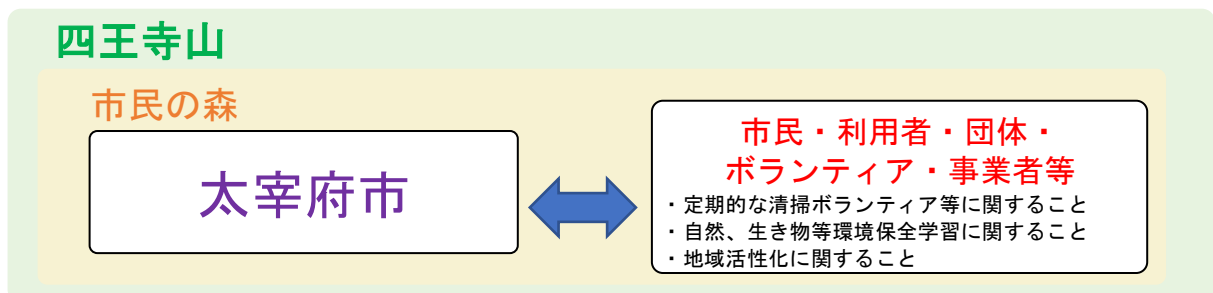 四王寺山
市民の森
太宰府市
市民・利用者・団体・
ボランティア・事業者等
・定期的な清掃ボランティア等に関すること
・自然、生き物等環境保全学習に関すること
・地域活性化に関すること